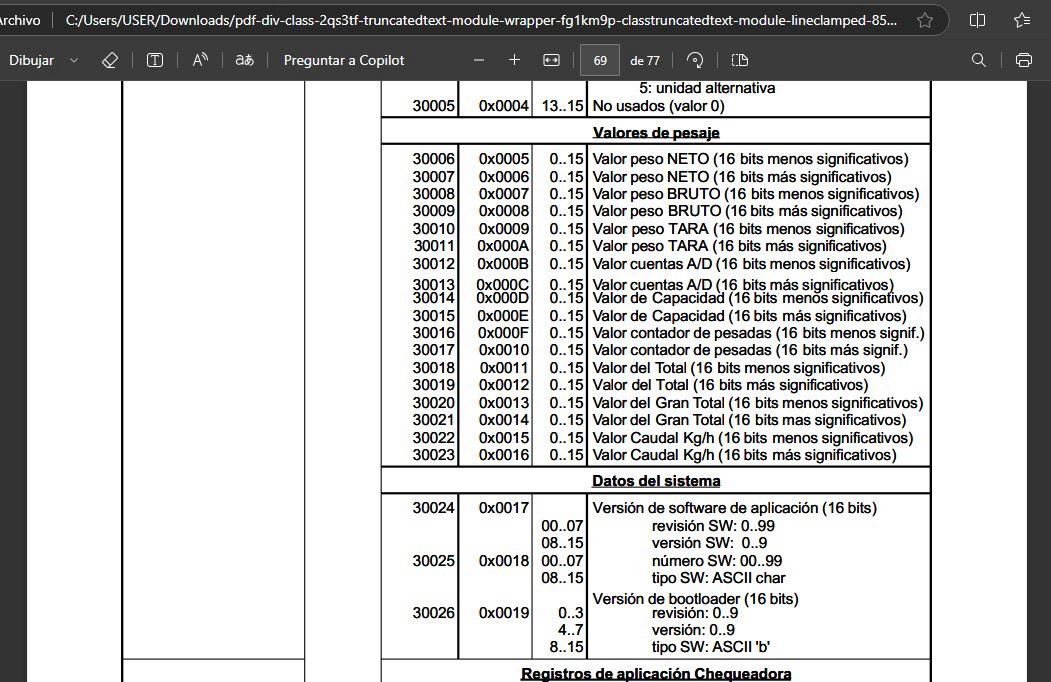 rchivo C:/Users/USER/Downloads/pdf-div-class-2qs3tf-truncatedtext-module-wrapper-fg1km9p-classtruncatedtext-module-lineclamped-85...
Dibujar A aあ Preguntar a Copilot 69 de 77
5: unidad alternativa
30005 0x0004 13..15 No usados (valor 0)
Valores de pesaje
30006 0x0005 0..15 Valor peso NETO (16 bits menos significativos)
30007 0x0006 0..15 Valor peso NETO (16 bits más significativos)
30008 0x0007 0..15 Valor peso BRUTO (16 bits menos significativos)
30009 0x0008 0..15 Valor peso BRUTO (16 bits más significativos)
30010 0x0009 0..15 Valor peso TARA (16 bits menos significativos)
30011 0x000A 0..15 Valor peso TARA (16 bits más significativos)
30012 0x000B 0..15 Valor cuentas A/D (16 bits menos significativos)
30013 0x000C 0..15 Valor cuentas A/D (16 bits más significativos)
30014 0x000D 0..15 Valor de Capacidad (16 bits menos significativos)
30015 0x000E 0..15 Valor de Capacidad (16 bits más significativos)
30016 0x000F 0..15 Valor contador de pesadas (16 bits menos signif.)
30017 0x0010 0..15 Valor contador de pesadas (16 bits más signif.)
30018 0x0011 0..15 Valor del Total (16 bits menos significativos)
30019 0x0012 0..15 Valor del Total (16 bits más significativos)
30020 0x0013 0..15 Valor del Gran Total (16 bits menos significativos)
30021 0x0014 0..15 Valor del Gran Total (16 bits mas significativos)
30022 0x0015 0..15 Valor Caudal Kg/h (16 bits menos significativos)
30023 0x0016 0..15 Valor Caudal Kg/h (16 bits más significativos)
Datos del sistema
30024 0x0017 Versión de software de aplicación (16 bits)
00..07 revisión SW: 0..99
08..15 versión SW: 0..9
30025 0x0018 00..07 número SW: 00..99
08..15 tipo SW: ASCII char
Versión de bootloader (16 bits)
30026 0x0019 0..3 revisión: 0..9
4..7 versión: 0..9
8..15 tipo SW: ASCII 'b'
Registros de aplicación Chequeadora